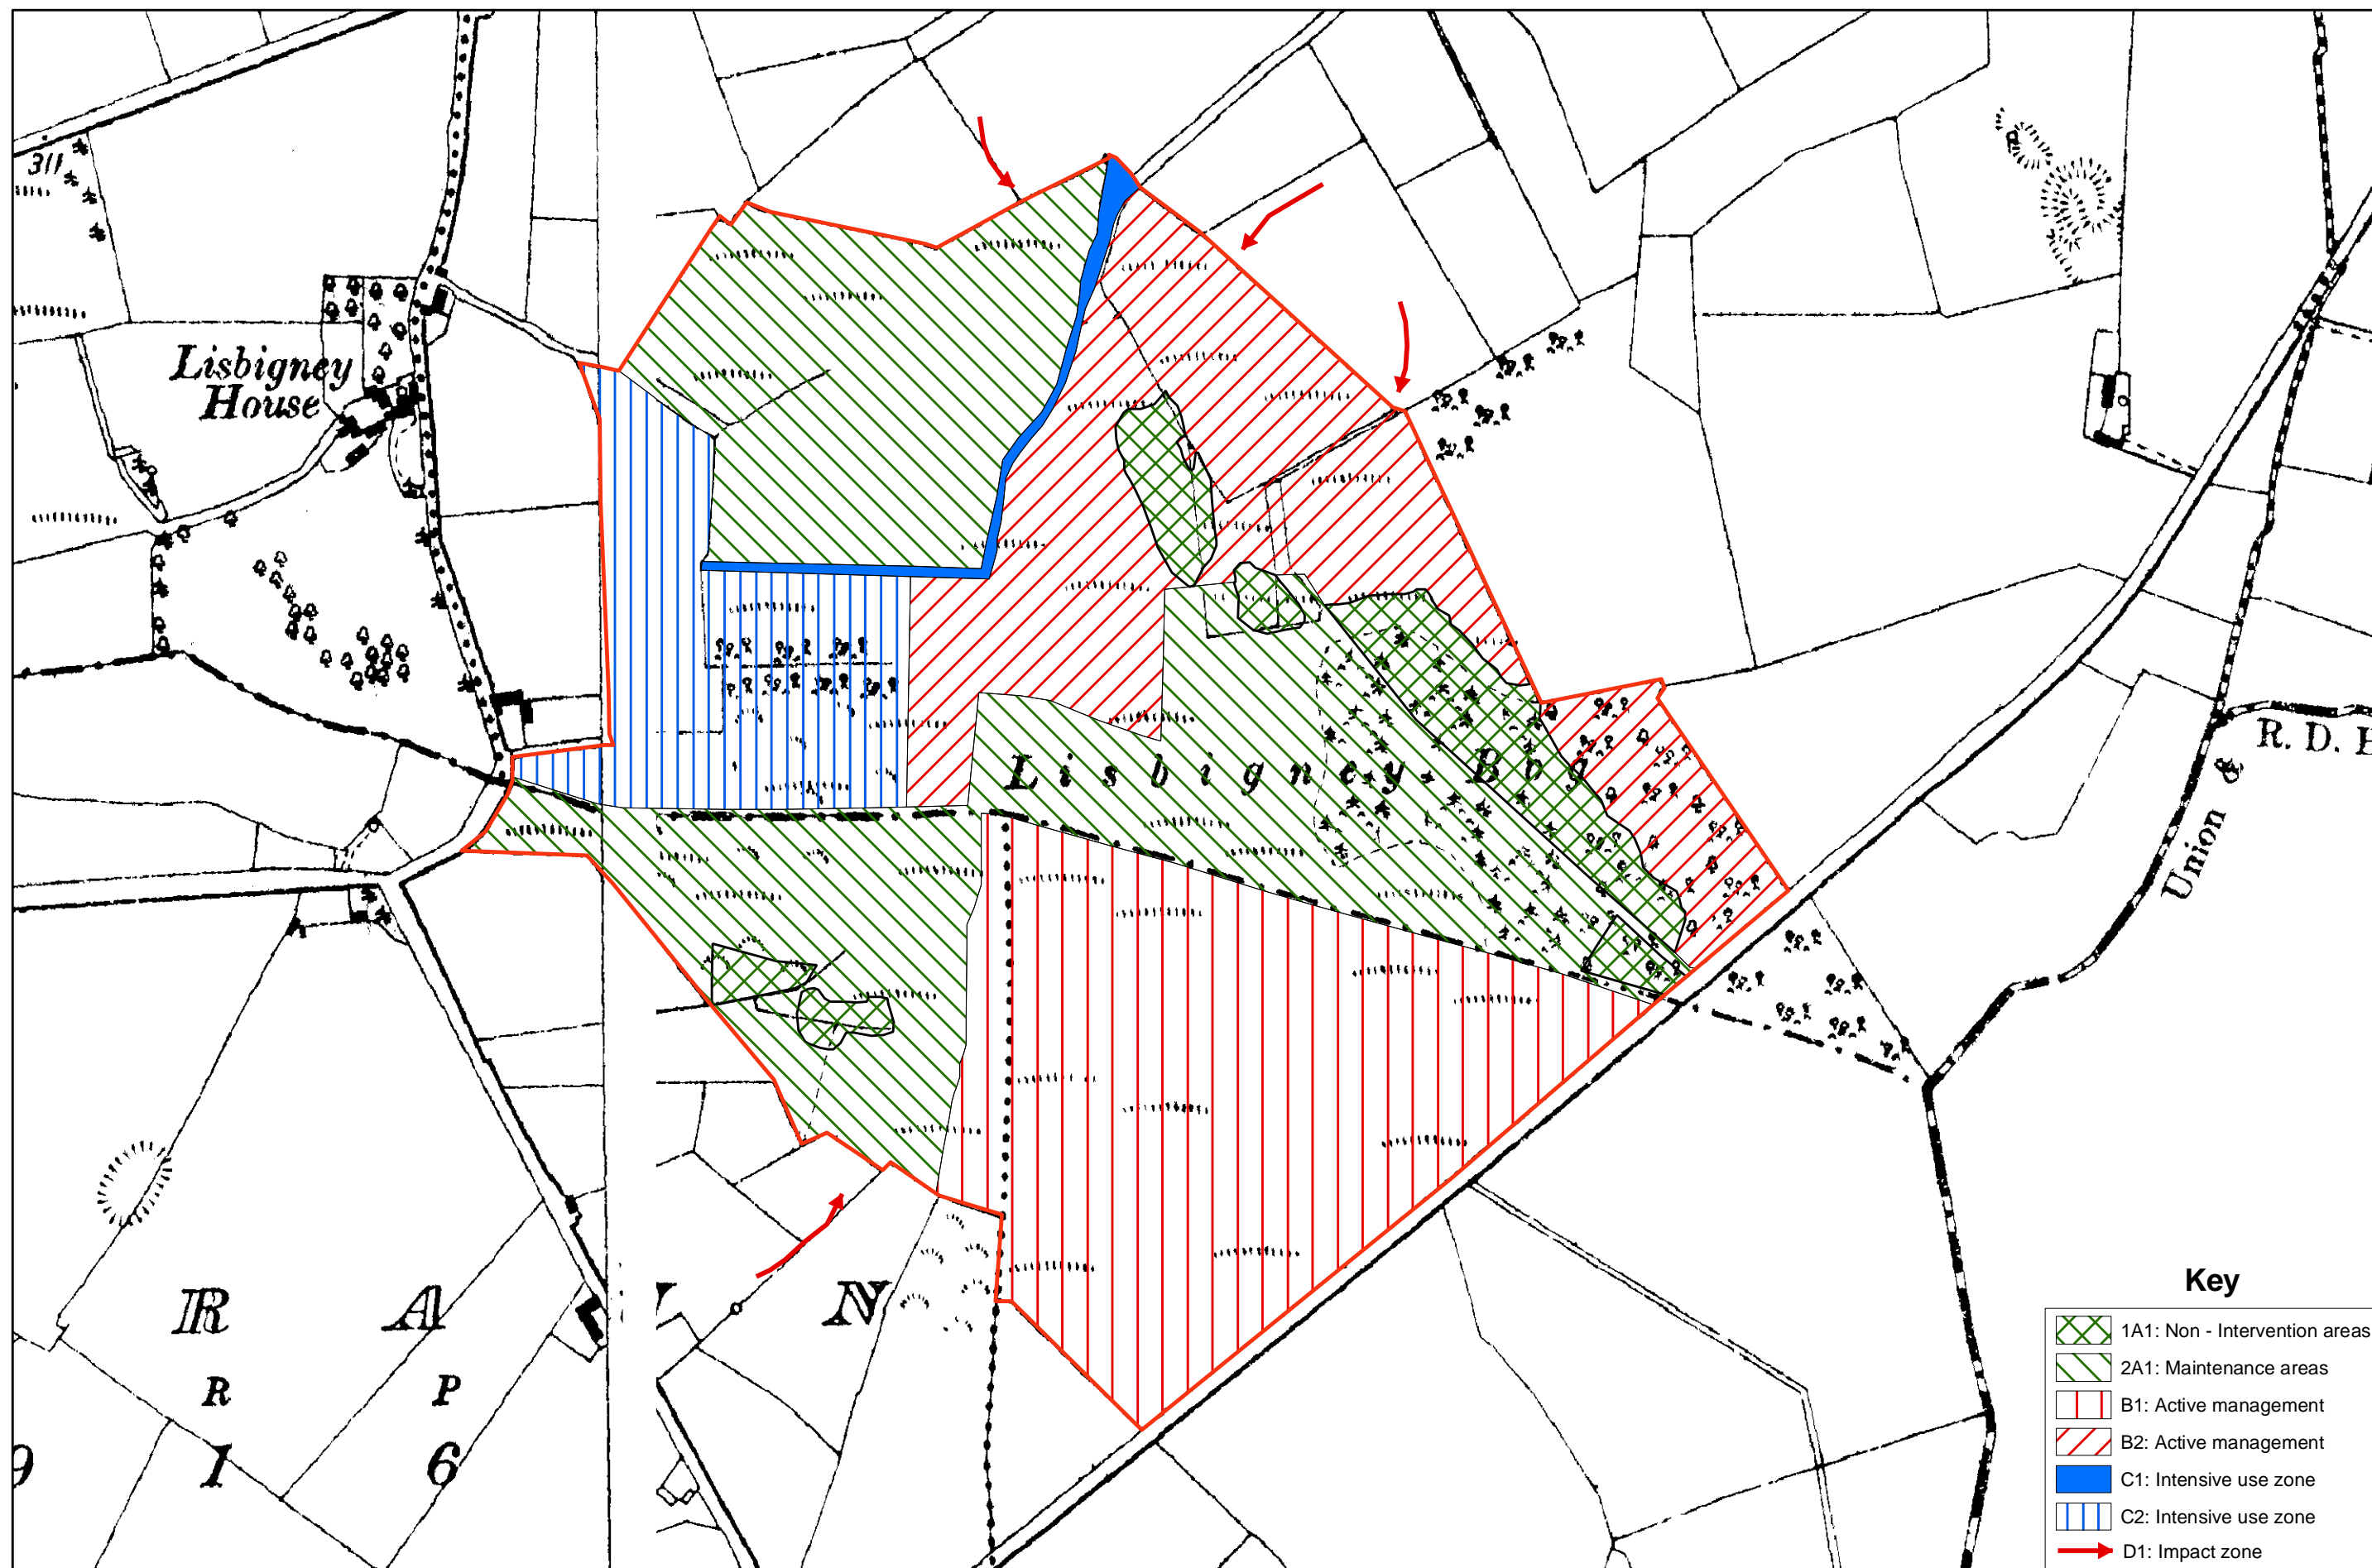 311
Lisbigney
House
Lisbigney Bog
R. D. B
Union &
R A N
R P
9 1 6
Key
1A1: Non - Intervention areas
2A1: Maintenance areas
B1: Active management
B2: Active management
C1: Intensive use zone
C2: Intensive use zone
D1: Impact zone